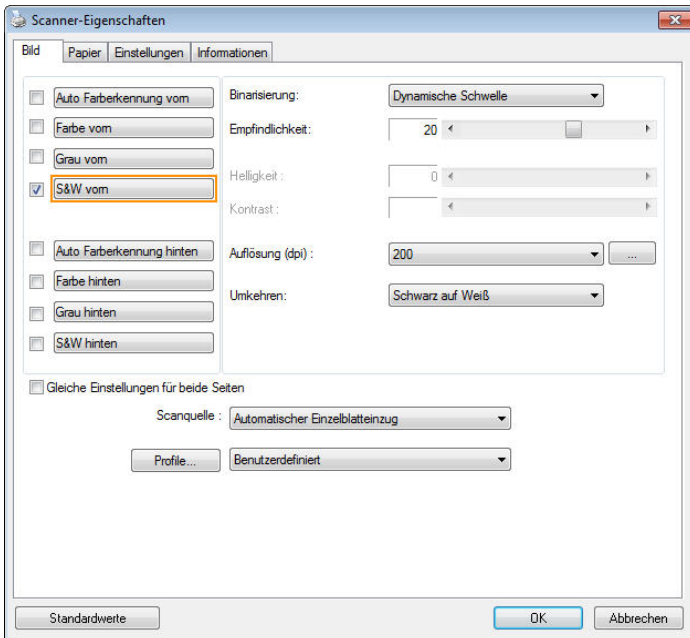 Scanner-Eigenschaften
Bild Papier Einstellungen Informationen
Auto Farberkennung vorn
Farbe vorn
Grau vorn
S&W vorn
Auto Farberkennung hinten
Farbe hinten
Grau hinten
S&W hinten
Binarisierung: Dynamische Schwelle
Empfindlichkeit: 20
Helligkeit : 0
Kontrast :
Auflösung (dpi) : 200 ...
Umkehren: Schwarz auf Weiß
Gleiche Einstellungen für beide Seiten
Scanquelle : Automatischer Einzelblatteinzug
Profile... Benutzerdefiniert
Standardwerte OK Abbrechen